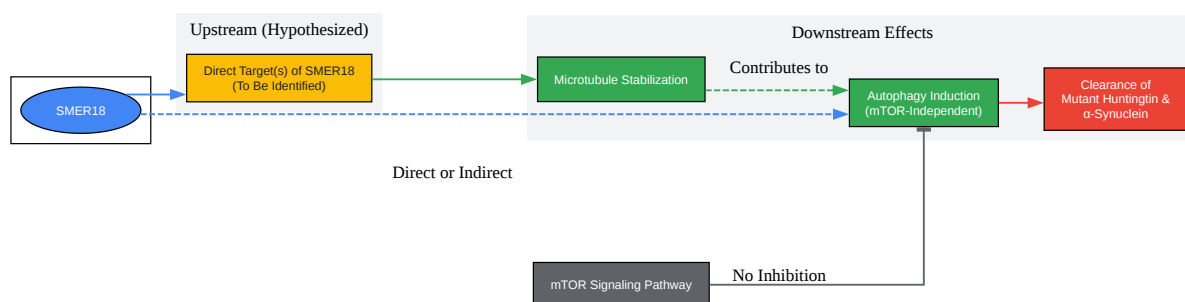 Upstream (Hypothesized)
Downstream Effects
Direct Target(s) of SMER18
(To Be Identified)
Microtubule Stabilization
Contributes to
SMER18
Autophagy Induction
(mTOR-Independent)
Clearance of
Mutant Huntingtin &
α-Synuclein
Direct or Indirect
mTOR Signaling Pathway
No Inhibition